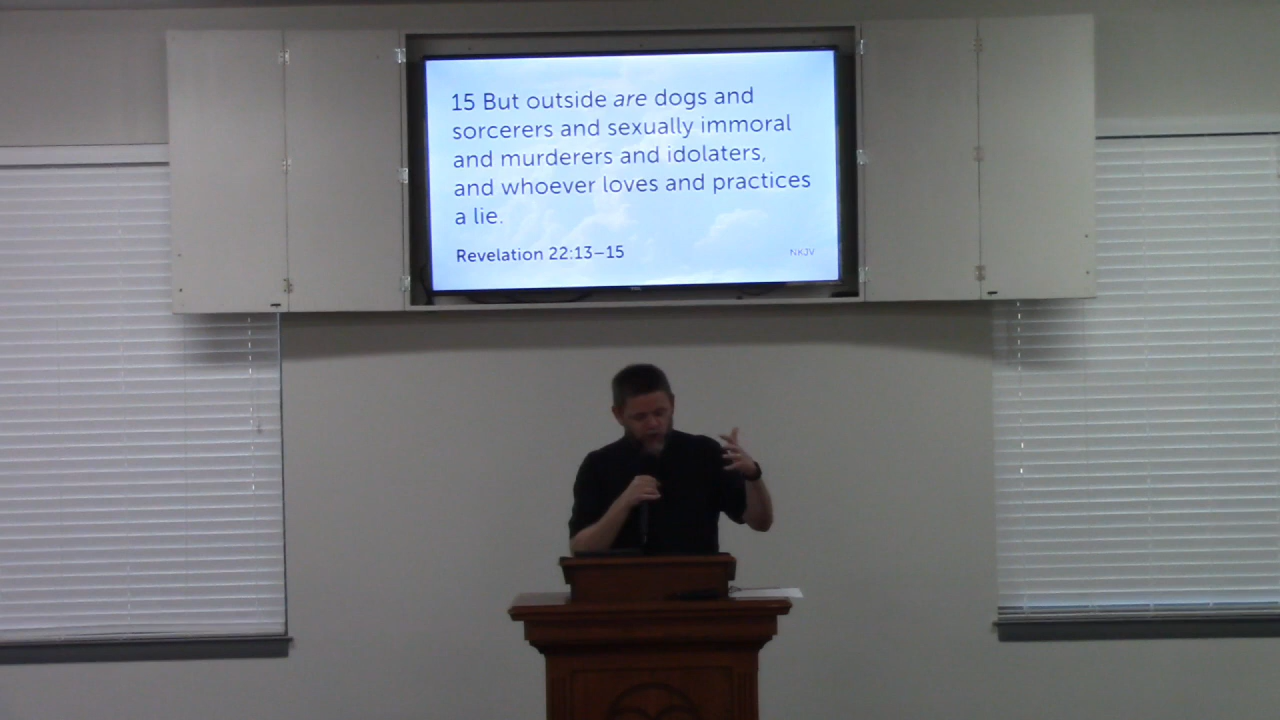 15 But outside are dogs and
sorcerers and sexually immoral
and murderers and idolaters,
and whoever loves and practices
a lie.
Revelation 22:13–15
NKJV